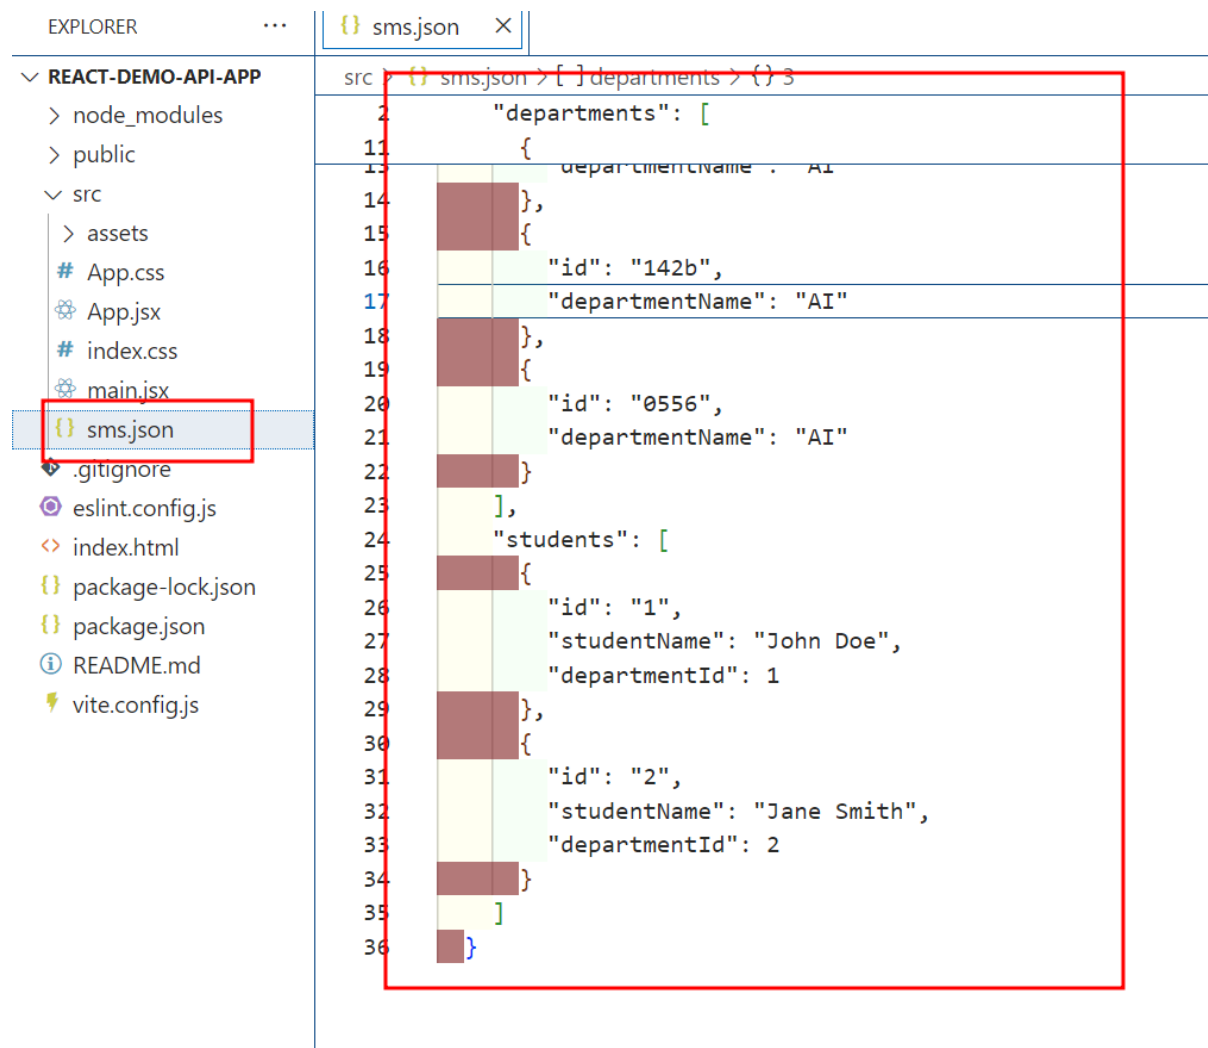 EXPLORER ...
REACT-DEMO-API-APP
node_modules
public
src
assets
# App.css
App.jsx
# index.css
main.jsx
{} sms.json
.gitignore
eslint.config.js
<> index.html
{} package-lock.json
{} package.json
README.md
vite.config.js
{} sms.json ×
src > {} sms.json > [ ] departments > {} 3
2 "departments": [
11 {
13 "departmentName": "AI"
14 },
15 {
16 "id": "142b",
17 "departmentName": "AI"
18 },
19 {
20 "id": "0556",
21 "departmentName": "AI"
22 }
23 ],
24 "students": [
25 {
26 "id": "1",
27 "studentName": "John Doe",
28 "departmentId": 1
29 },
30 {
31 "id": "2",
32 "studentName": "Jane Smith",
33 "departmentId": 2
34 }
35 ]
36 }